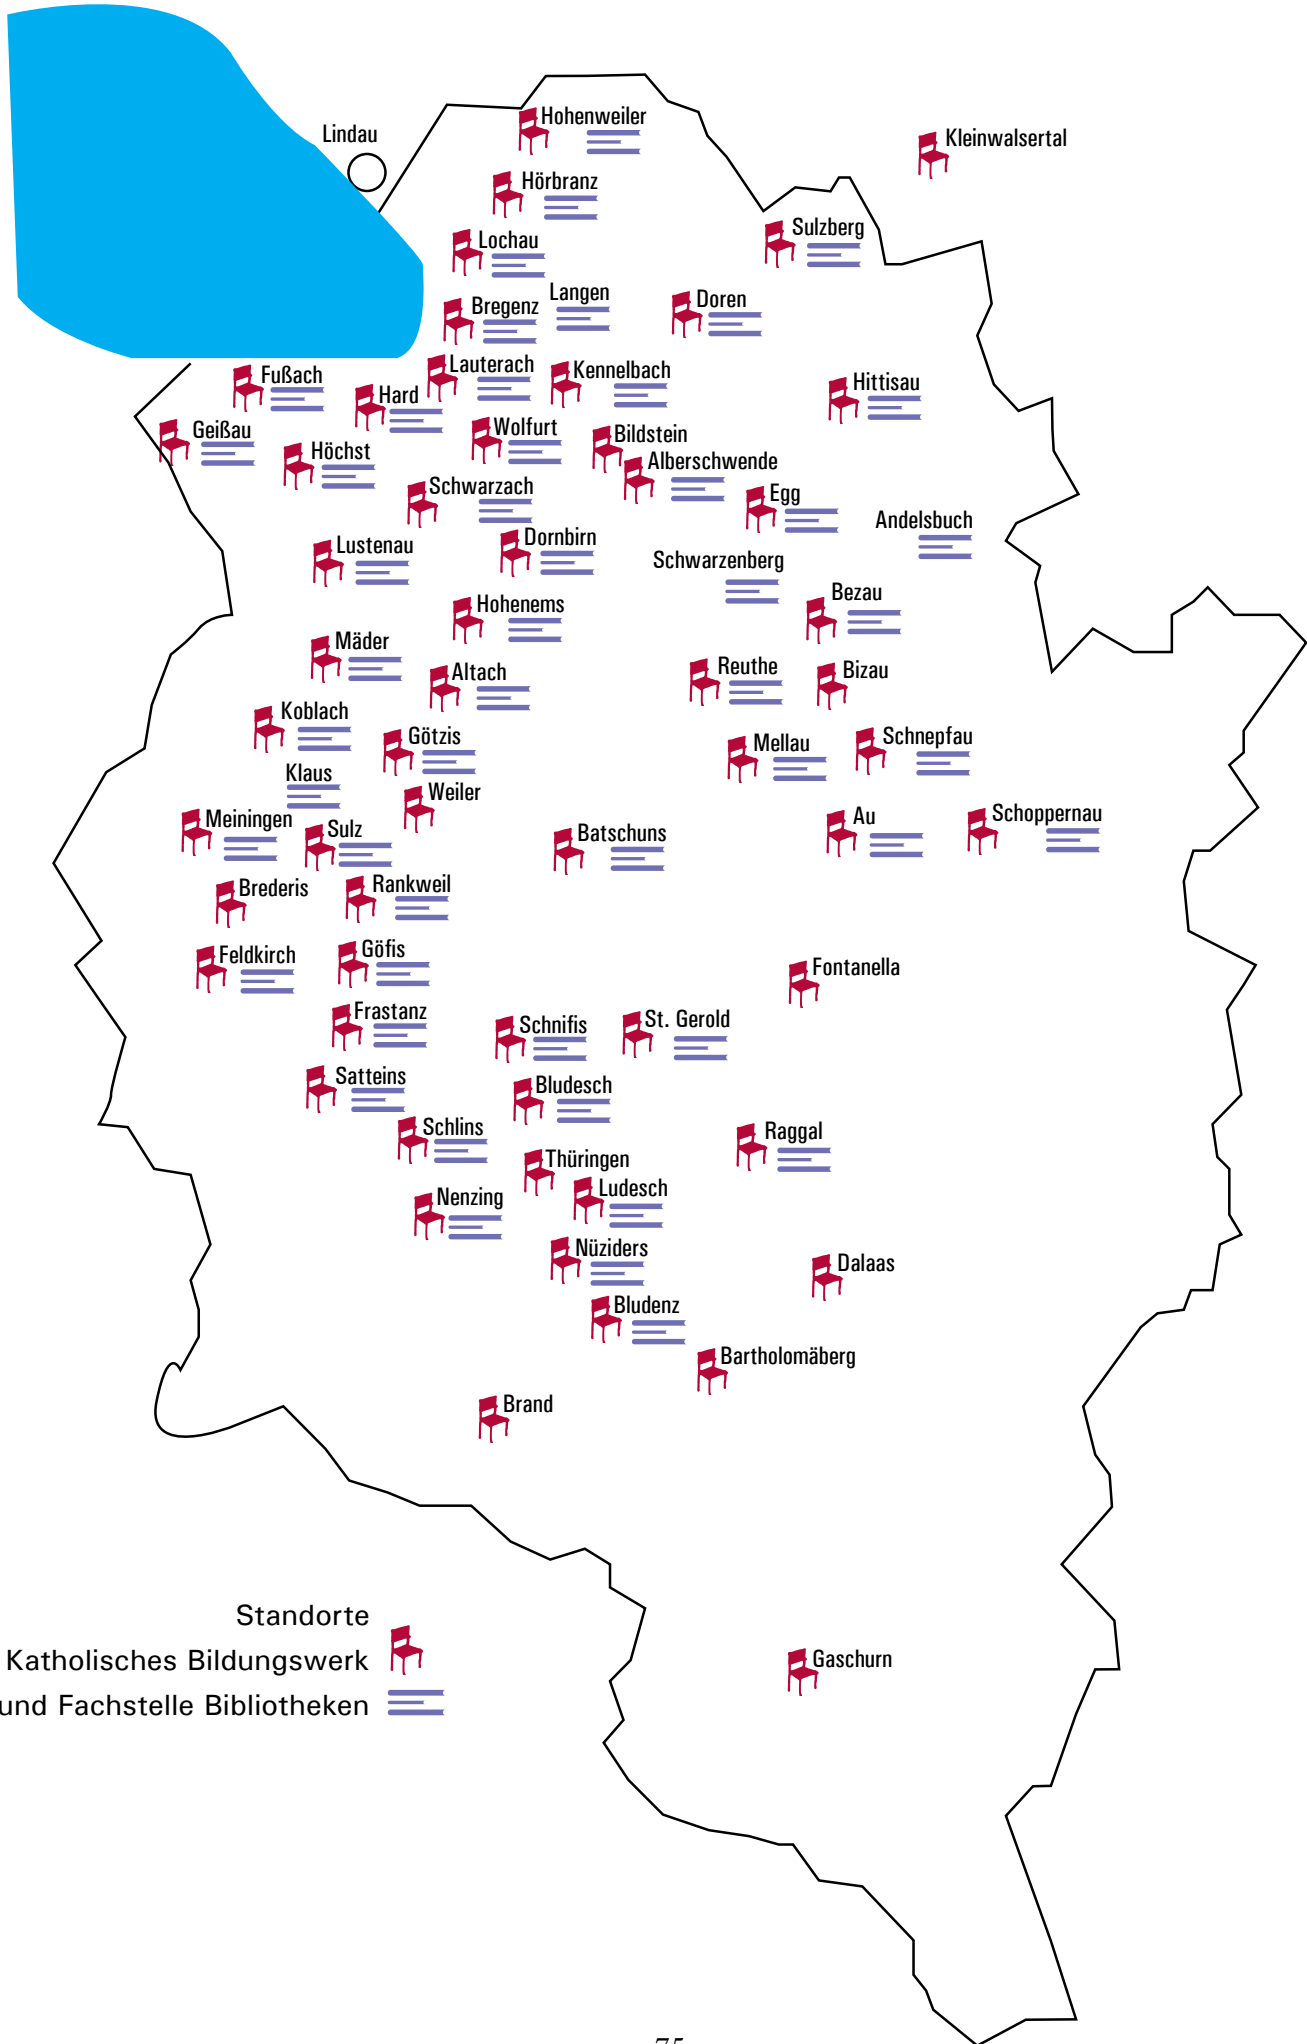 Hohenweiler
Lindau
Kleinwalsertal
Hörbranz
Sulzberg
Lochau
Langen
Doren
Bregenz
Lauterach
Kennelbach
Fußach
Hard
Hittisau
Geißau
Wolfurt
Bildstein
Höchst
Alberschwende
Schwarzach
Egg
Andelsbuch
Dornbirn
Lustenau
Schwarzenberg
Bezau
Hohenems
Mäder
Reuthe
Bizau
Altach
Koblach
Götzis
Mellau
Schnepfau
Klaus
Weiler
Meiningen
Sulz
Batschuns
Au
Schoppernau
Brederis
Rankweil
Feldkirch
Göfis
Fontanella
Frastanz
Schnifis
St. Gerold
Satteins
Bludesch
Schlins
Raggal
Thüringen
Nenzing
Ludesch
Nüziders
Dalaas
Bludenz
Bartholomäberg
Brand
Standorte
Katholisches Bildungswerk
und Fachstelle Bibliotheken
Gaschurn
75